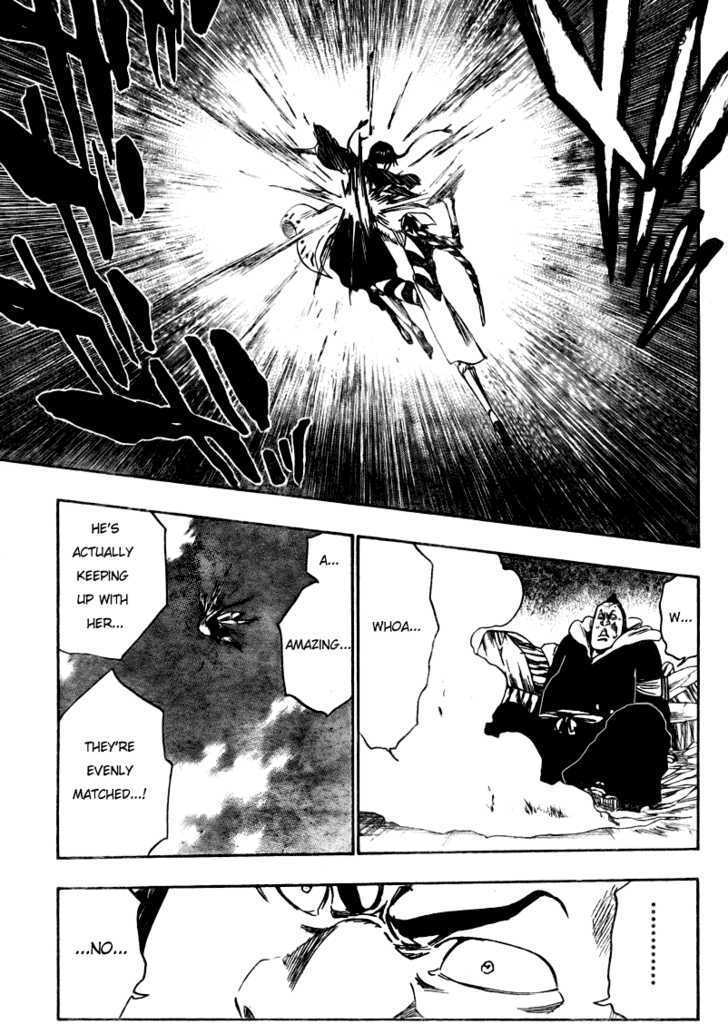 W...
WHOA...
A...
AMAZING...
HE'S
ACTUALLY
KEEPING
UP WITH
HER...
THEY'RE
EVENLY
MATCHED...!
.........
...NO...